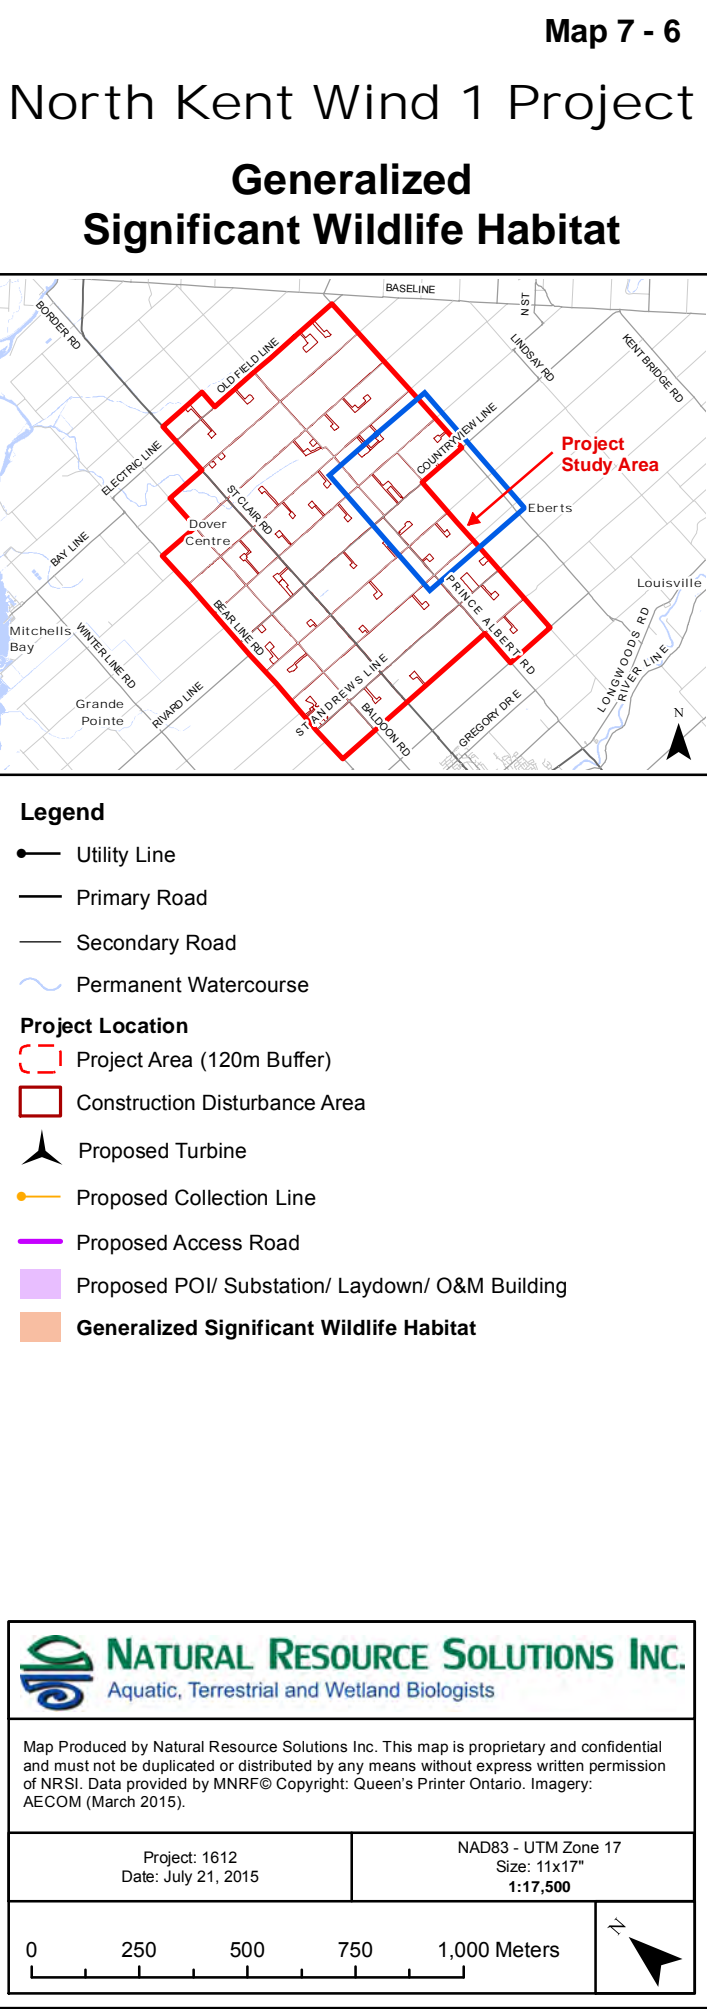 Map 7 - 6
North Kent Wind 1 Project
Generalized
Significant Wildlife Habitat
BASELINE
N ST
BORDER RD
OLD FIELD LINE
LINDSAY RD
KENT BRIDGE RD
COUNTRYVIEW LINE
ELECTRIC LINE
Project
Study Area
ST CLAIR RD
Eberts
Dover
Centre
BAY LINE
PRINCE ALBERT RD
Louisville
BEAR LINE RD
Mitchells
Bay
WINTER LINE RD
LONGWOODS RD
RIVER LINE
ST ANDREWS LINE
RIVARD LINE
Grande
Pointe
BALDOON RD
GREGORY DR E
N
Legend
Utility Line
Primary Road
Secondary Road
Permanent Watercourse
Project Location
Project Area (120m Buffer)
Construction Disturbance Area
Proposed Turbine
Proposed Collection Line
Proposed Access Road
Proposed POI/ Substation/ Laydown/ O&M Building
Generalized Significant Wildlife Habitat
NATURAL RESOURCE SOLUTIONS INC.
Aquatic, Terrestrial and Wetland Biologists
Map Produced by Natural Resource Solutions Inc. This map is proprietary and confidential
and must not be duplicated or distributed by any means without express written permission
of NRSI. Data provided by MNRF© Copyright: Queen's Printer Ontario. Imagery:
AECOM (March 2015).
Project: 1612
Date: July 21, 2015
NAD83 - UTM Zone 17
Size: 11x17"
1:17,500
0 250 500 750 1,000 Meters
N